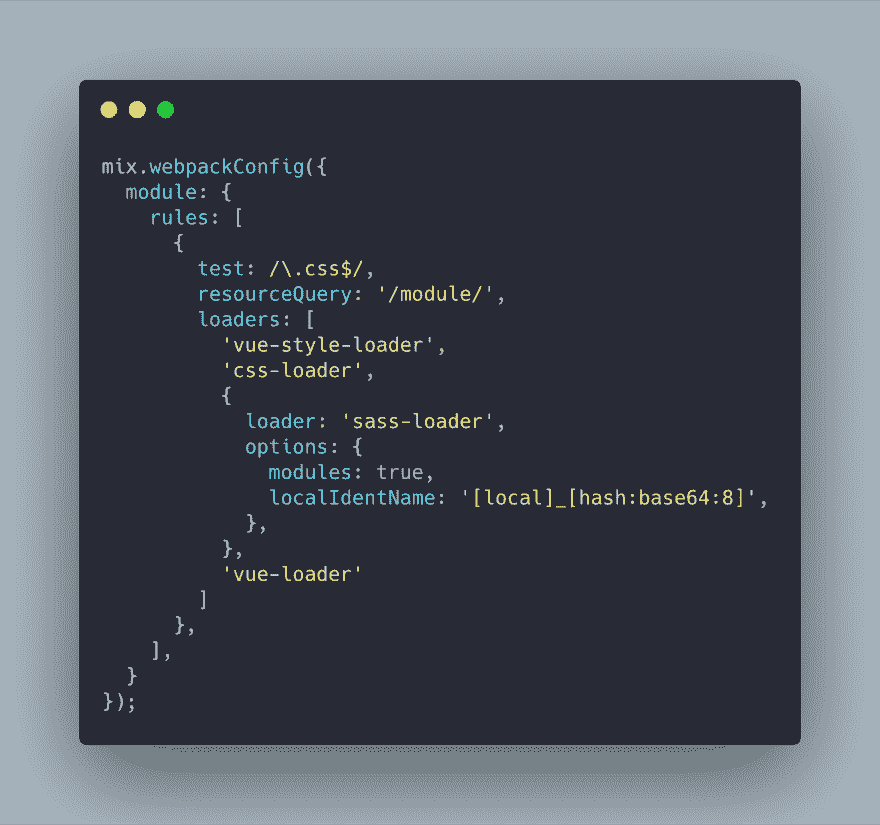 mix.webpackConfig({
  module: {
    rules: [
      {
        test: /\.css$/,
        resourceQuery: '/module/',
        loaders: [
          'vue-style-loader',
          'css-loader',
          {
            loader: 'sass-loader',
            options: {
              modules: true,
              localIdentName: '[local]_[hash:base64:8]',
            },
          },
          'vue-loader'
        ]
      },
    ],
  }
});